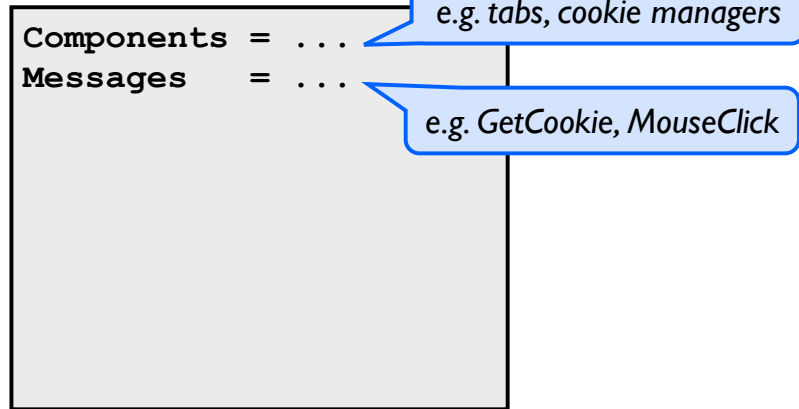 e.g. tabs, cookie managers
Components = ...
Messages = ...
e.g. GetCookie, MouseClick